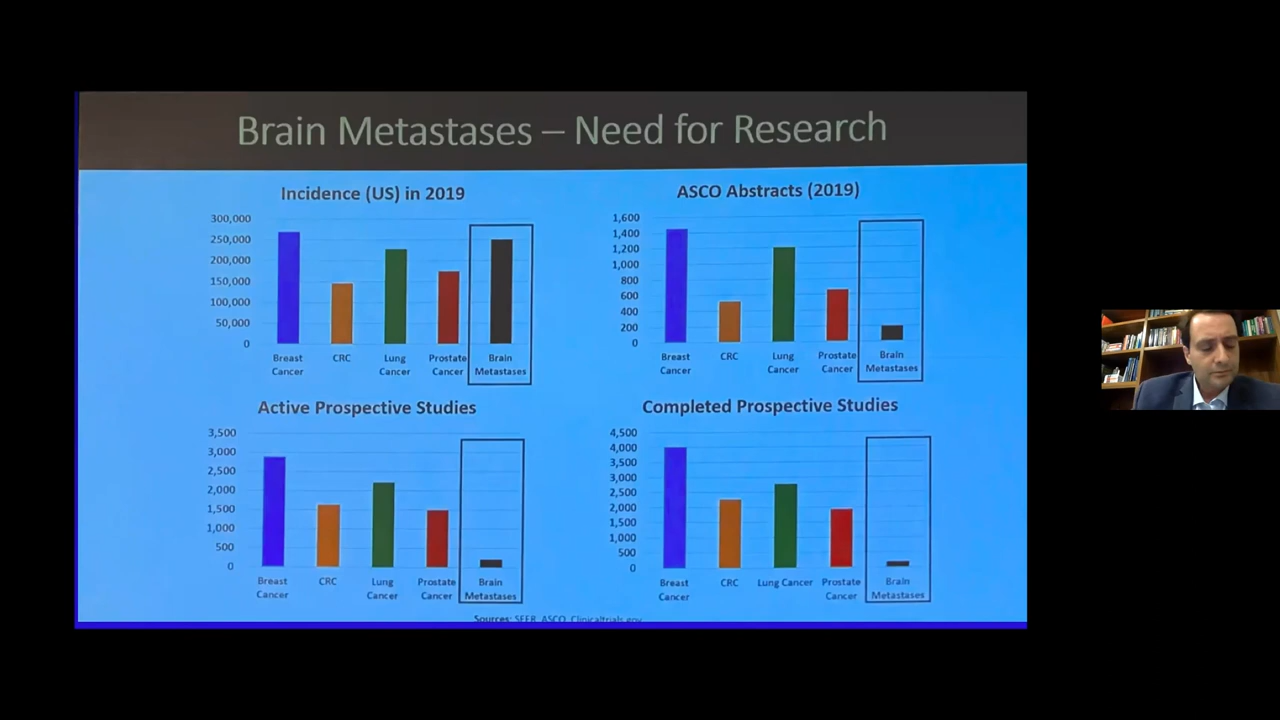 Brain Metastases – Need for Research
Incidence (US) in 2019
300,000
250,000
200,000
150,000
100,000
50,000
0
Breast Cancer
CRC
Lung Cancer
Prostate Cancer
Brain Metastases
ASCO Abstracts (2019)
1,600
1,400
1,200
1,000
800
600
400
200
0
Breast Cancer
CRC
Lung Cancer
Prostate Cancer
Brain Metastases
Active Prospective Studies
3,500
3,000
2,500
2,000
1,500
1,000
500
0
Breast Cancer
CRC
Lung Cancer
Prostate Cancer
Brain Metastases
Completed Prospective Studies
4,500
4,000
3,500
3,000
2,500
2,000
1,500
1,000
500
0
Breast Cancer
CRC
Lung Cancer
Prostate Cancer
Brain Metastases
Sources: SEER, ASCO, Clinicaltrials.gov